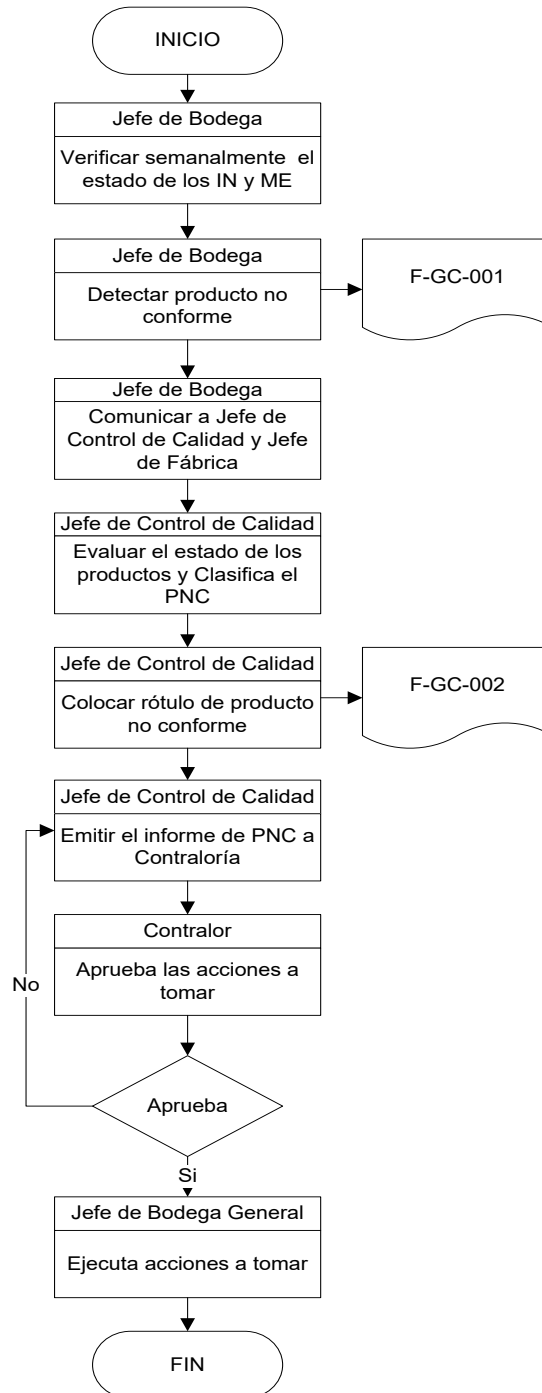 INICIO
Jefe de Bodega
Verificar semanalmente el
estado de los IN y ME
Jefe de Bodega
Detectar producto no
conforme
F-GC-001
Jefe de Bodega
Comunicar a Jefe de
Control de Calidad y Jefe
de Fábrica
Jefe de Control de Calidad
Evaluar el estado de los
productos y Clasifica el
PNC
Jefe de Control de Calidad
Colocar rótulo de producto
no conforme
F-GC-002
Jefe de Control de Calidad
Emitir el informe de PNC a
Contraloría
Contralor
Aprueba las acciones a
tomar
No
Aprueba
Si
Jefe de Bodega General
Ejecuta acciones a tomar
FIN